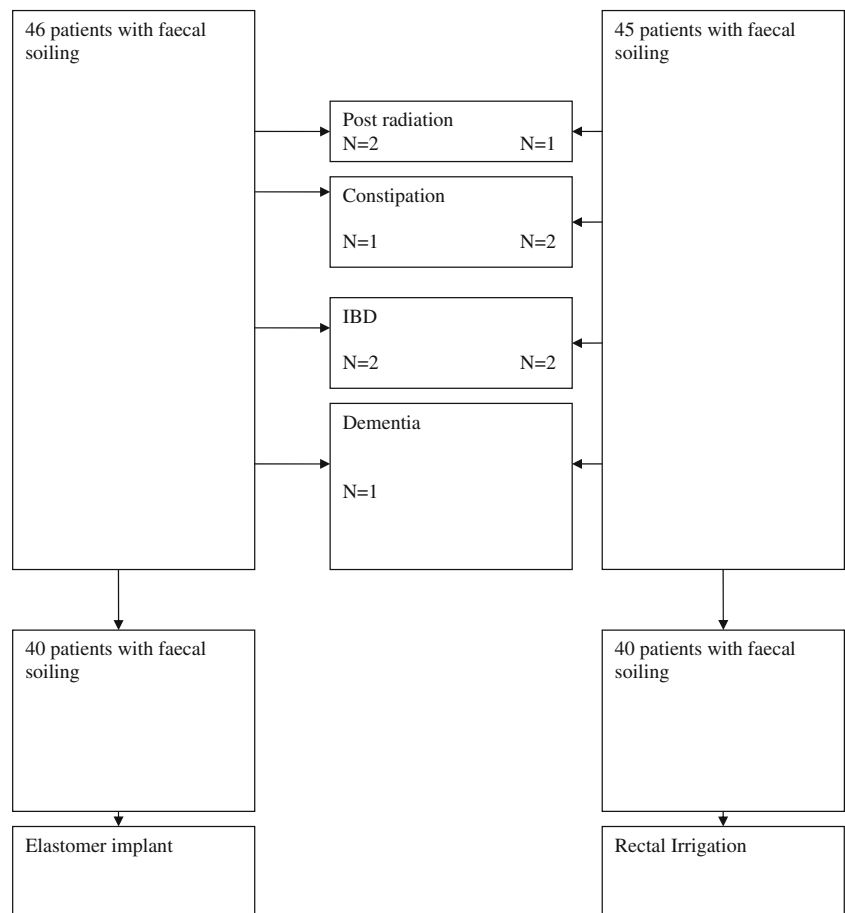 46 patients with faecal
soiling
45 patients with faecal
soiling
Post radiation
N=2 N=1
Constipation
N=1 N=2
IBD
N=2 N=2
Dementia
N=1
40 patients with faecal
soiling
40 patients with faecal
soiling
Elastomer implant
Rectal Irrigation